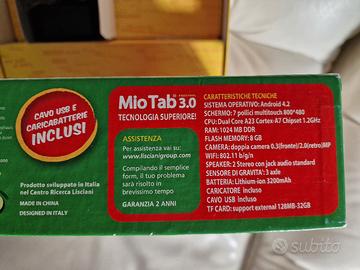 CAVO USB E
CARICABATTERIE
INCLUSI
Prodotto sviluppato in Italia
nel Centro Ricerca Lisciani
MADE IN CHINA
DESIGNED IN ITALY
Mio Tab 3.0
TECNOLOGIA SUPERIORE!
ASSISTENZA
Per assistenza vai su:
www.liscianigroup.com
Compilando il semplice
form, il tuo problema
sarà risolto in
brevissimo tempo
GARANZIA 2 ANNI
CARATTERISTICHE TECNICHE
SISTEMA OPERATIVO: Android 4.2
SCHERMO: 7 pollici multitouch 800*480
CPU: Dual Core A23 Cortex-A7 Chipset 1.2GHz
RAM: 1024 MB DDR
FLASH MEMORY: 8 GB
CAMERA: doppia camera 0.3(fronte)/2.0(retro)MP
WIFI: 802.11 b/g/n
SPEAKER: 2 Stereo con jack audio standard
SENSORE DI GRAVITA': 3 axle
BATTERIA: Lithium-ion 3200mAh
CARICATORE Incluso
CAVO USB Incluso
TF CARD: support external 128MB-32GB
subito